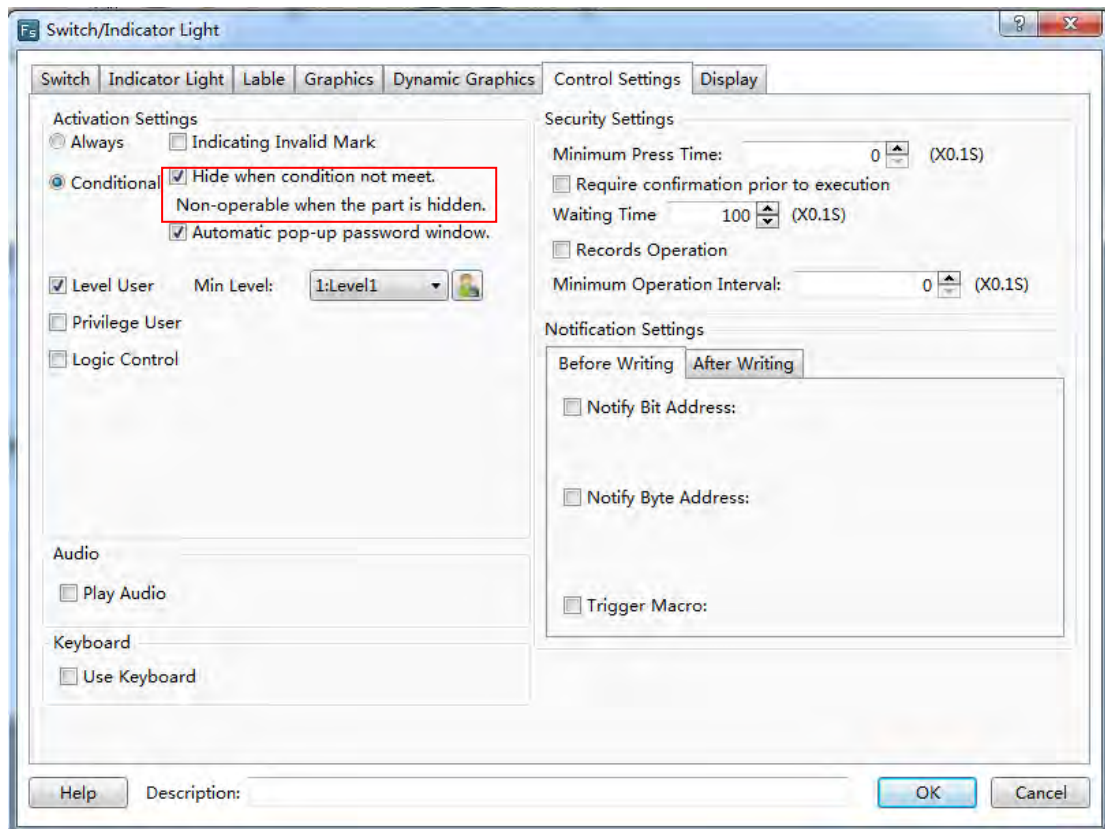 Fs Switch/Indicator Light ? X
Switch Indicator Light Lable Graphics Dynamic Graphics Control Settings Display
Activation Settings
Always Indicating Invalid Mark
Conditional Hide when condition not meet.
Non-operable when the part is hidden.
Automatic pop-up password window.
Level User Min Level: 1:Level1
Privilege User
Logic Control
Audio
Play Audio
Keyboard
Use Keyboard
Security Settings
Minimum Press Time: 0 (X0.1S)
Require confirmation prior to execution
Waiting Time 100 (X0.1S)
Records Operation
Minimum Operation Interval: 0 (X0.1S)
Notification Settings
Before Writing After Writing
Notify Bit Address:
Notify Byte Address:
Trigger Macro:
Help Description: OK Cancel